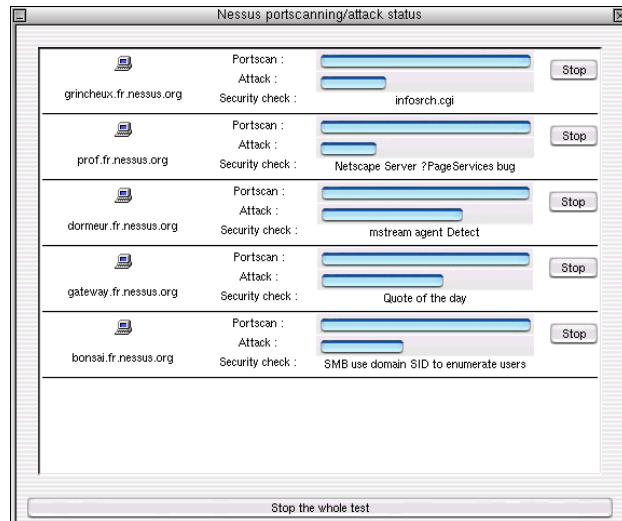 Nessus portscanning/attack status
Portscan :
Attack :
Stop
grincheux.fr.nessus.org
Security check :
infosrch.cgi
Portscan :
Attack :
Stop
prof.fr.nessus.org
Security check :
Netscape Server ?PageServices bug
Portscan :
Attack :
Stop
dormeur.fr.nessus.org
Security check :
mstream agent Detect
Portscan :
Attack :
Stop
gateway.fr.nessus.org
Security check :
Quote of the day
Portscan :
Attack :
Stop
bonsai.fr.nessus.org
Security check :
SMB use domain SID to enumerate users
Stop the whole test